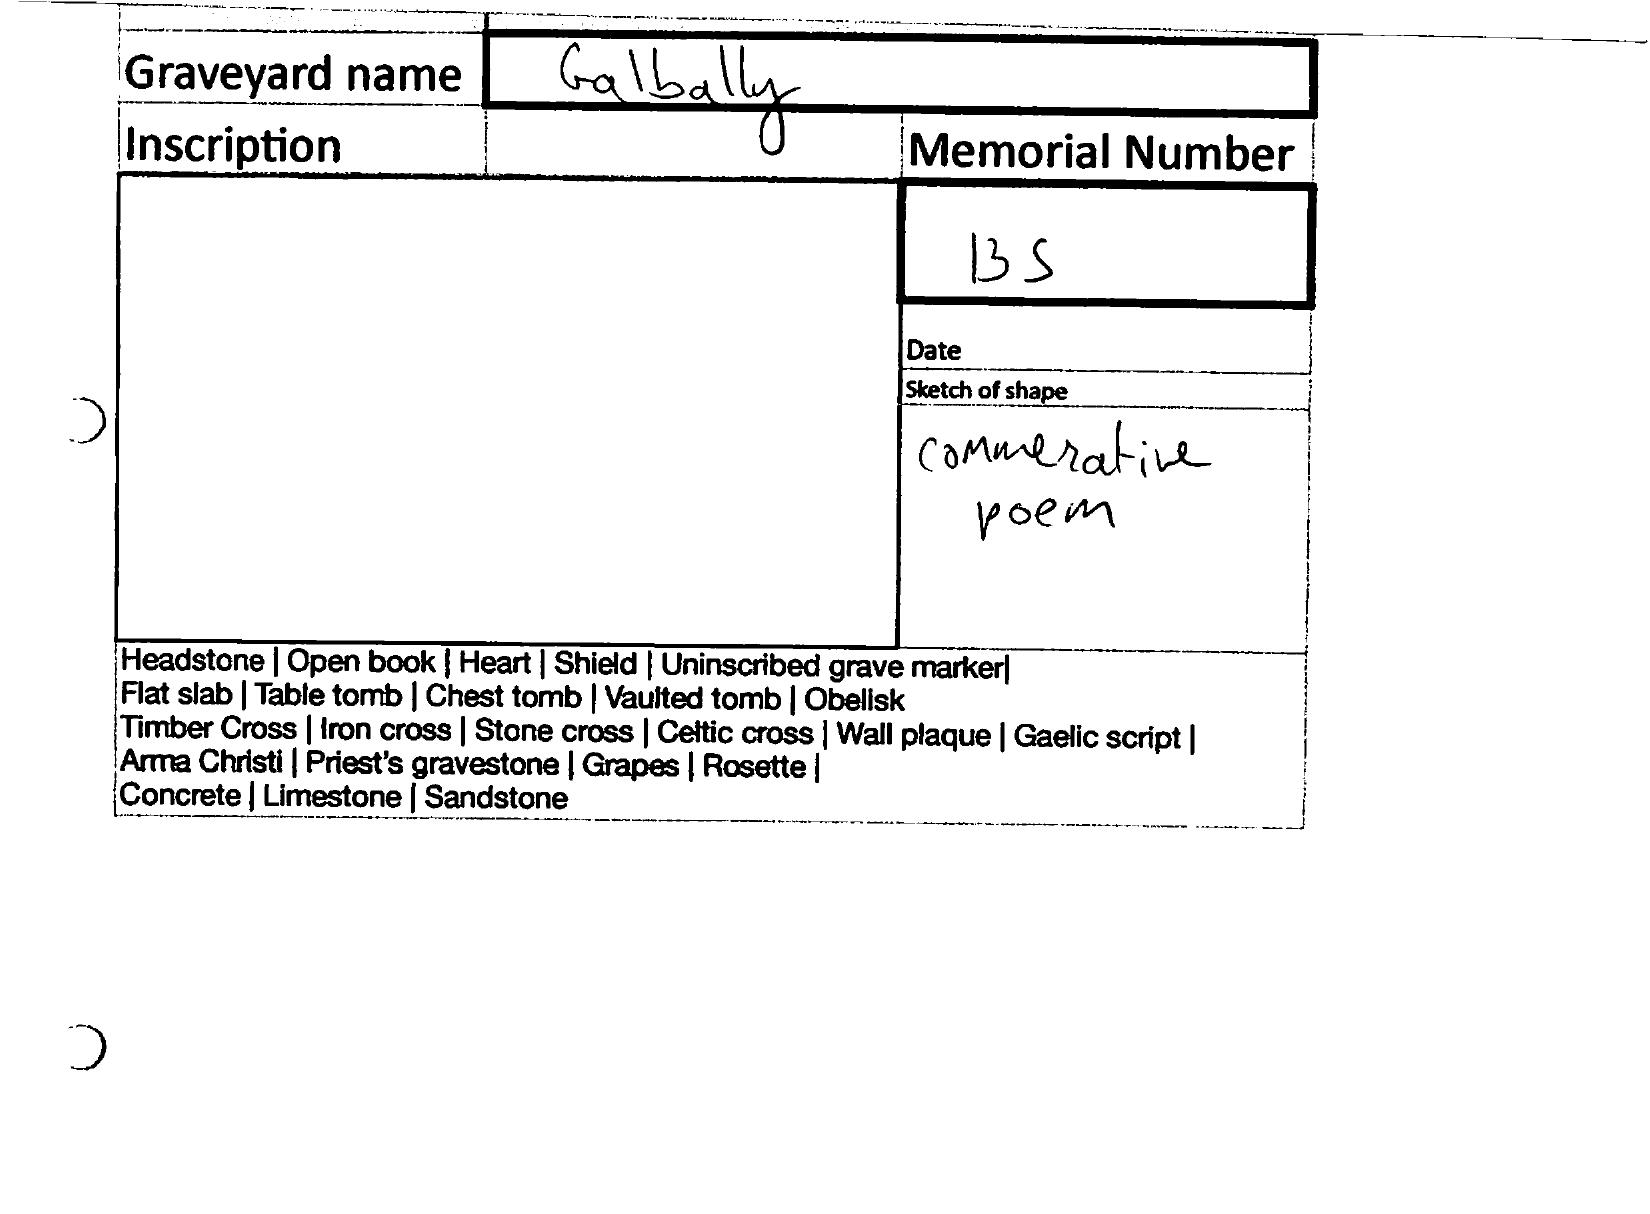 Graveyard name Galbally
Inscription Memorial Number
135
Date
Sketch of shape
commerative
poem
Headstone | Open book | Heart | Shield | Uninscribed grave marker|
Flat slab | Table tomb | Chest tomb | Vaulted tomb | Obelisk
Timber Cross | Iron cross | Stone cross | Celtic cross | Wall plaque | Gaelic script |
Arma Christi | Priest's gravestone | Grapes | Rosette |
Concrete | Limestone | Sandstone